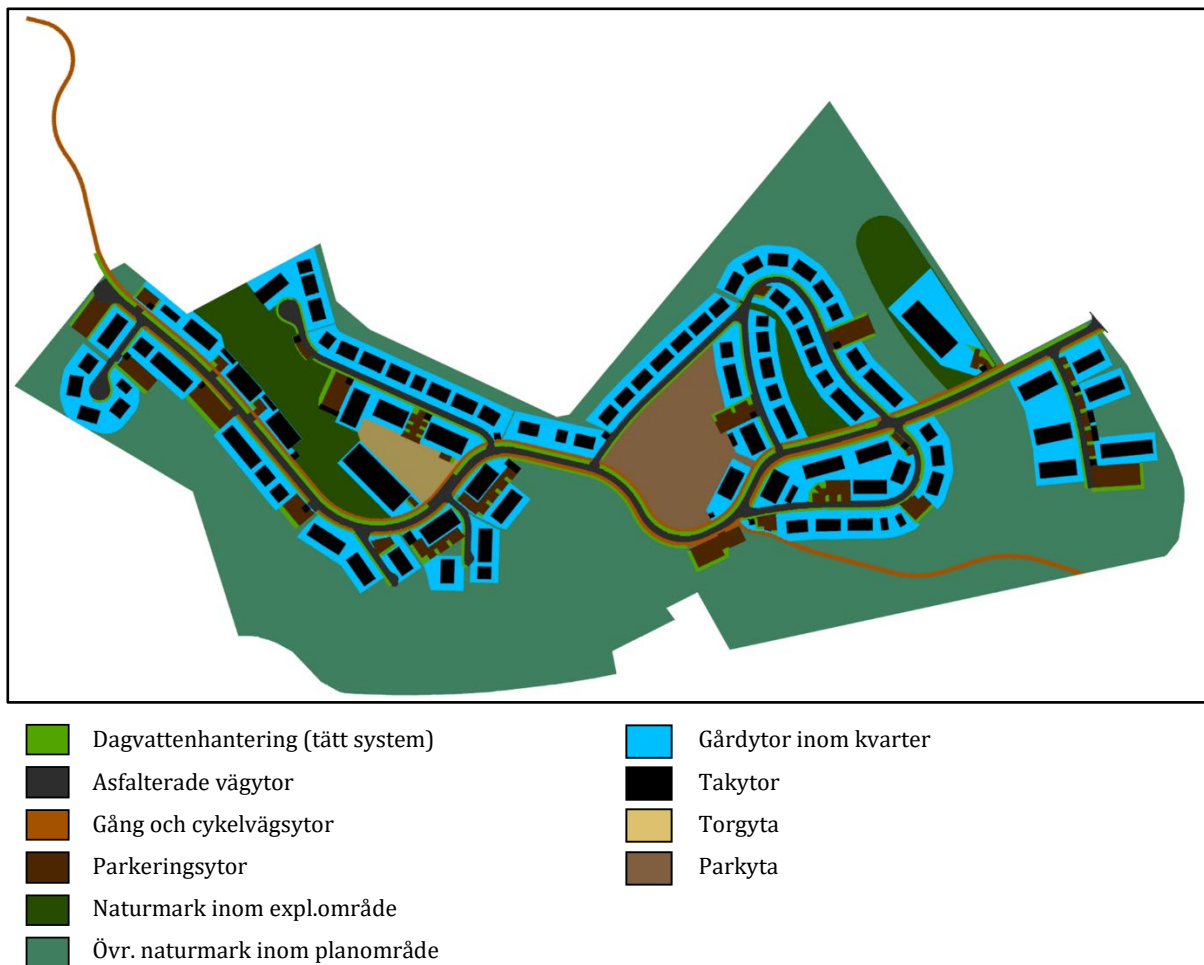 Dagvattenhantering (tätt system)
Asfalterade vägytor
Gång och cykelvägsytor
Parkeringsytor
Naturmark inom expl.område
Övr. naturmark inom planområde
Gårdytor inom kvarter
Takytor
Torgyta
Parkyta